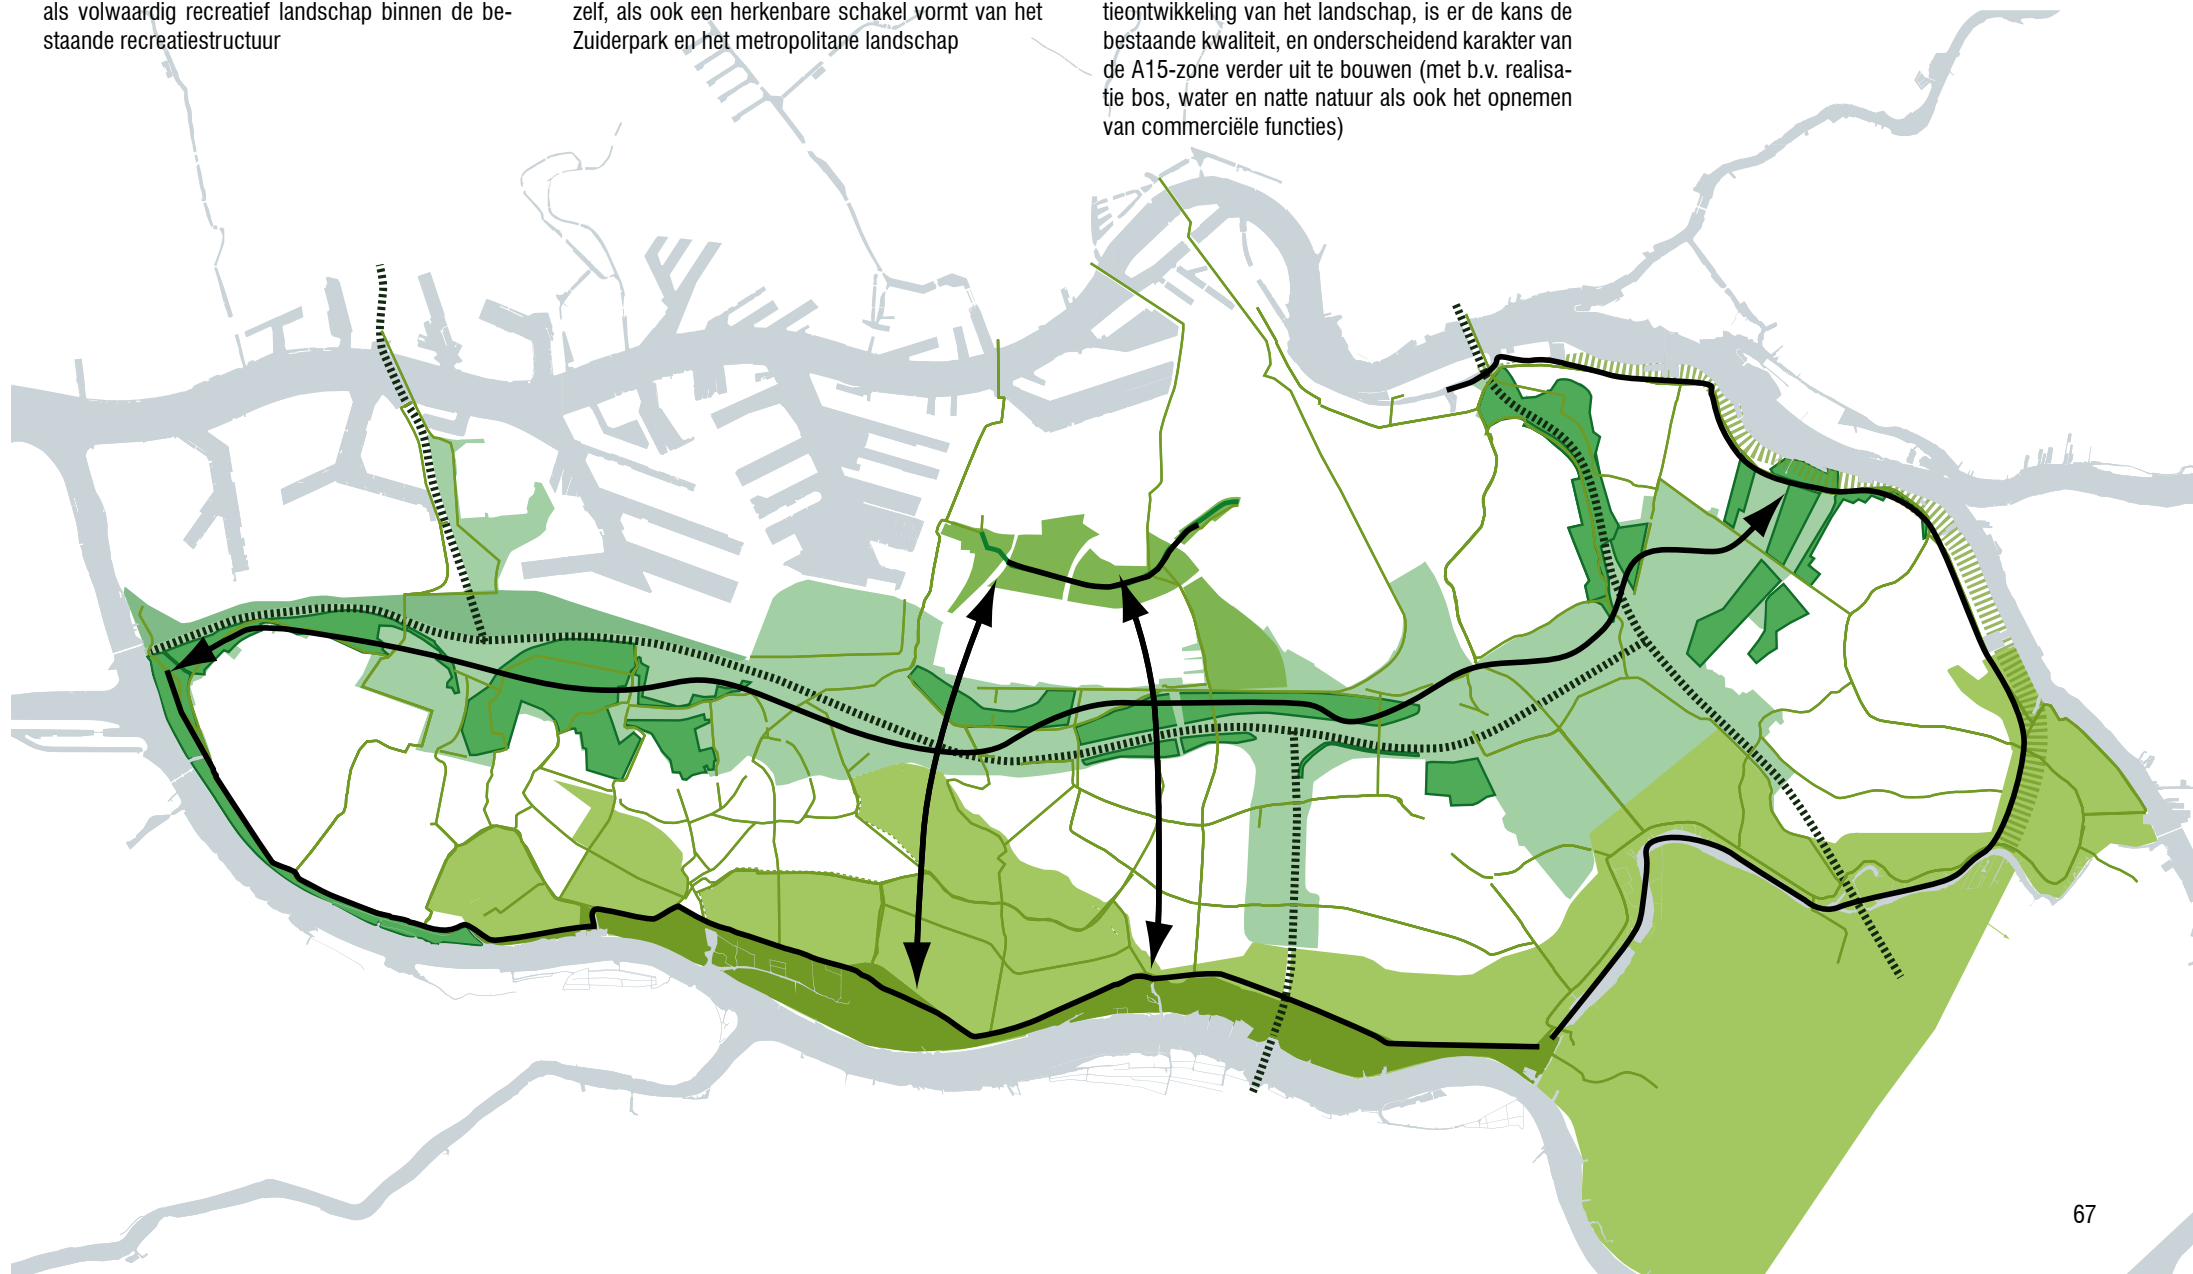 als volwaardig recreatief landschap binnen de be-
staande recreatiestructuur
zelf, als ook een herkenbare schakel vormt van het
Zuiderpark en het metropolitane landschap
tieontwikkeling van het landschap, is er de kans de
bestaande kwaliteit, en onderscheidend karakter van
de A15-zone verder uit te bouwen (met b.v. realisa-
tie bos, water en natte natuur als ook het opnemen
van commerciële functies)
67